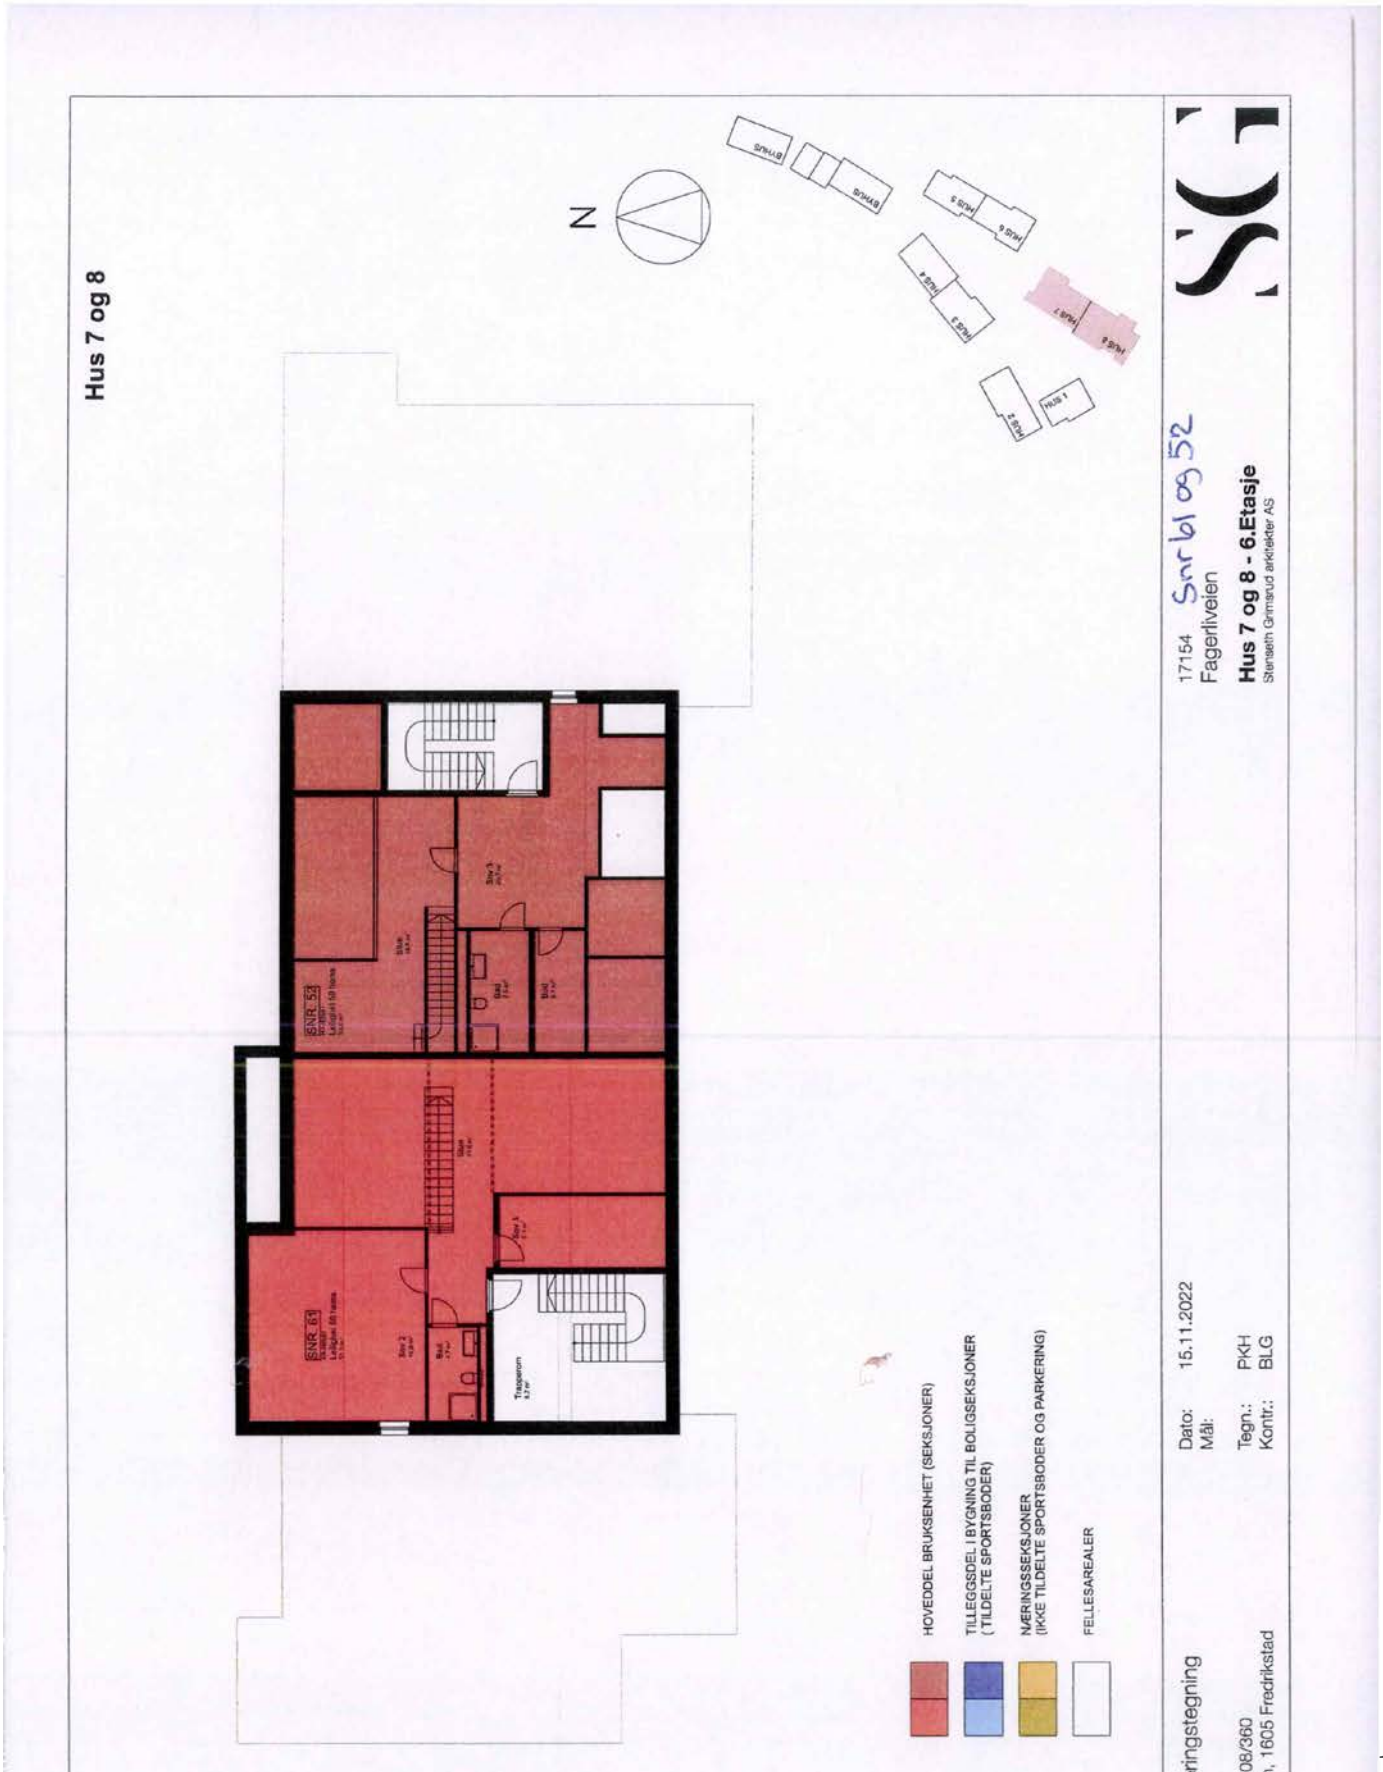 Hus 7 og 8
N
BYHUS
BYHUS
HUS 5
HUS 6
HUS 4
HUS 3
HUS 7
HUS 8
HUS 2
HUS 1
SNR. 52
Stue
Sov 3
Bad
Bod
SNR. 61
Sov 2
Bad
Trapperom
HOVEDDEL BRUKSENHET (SEKSJONER)
TILLEGGSDEL I BYGNING TIL BOLIGSEKSJONER
( TILDELTE SPORTSBODER)
NÆRINGSSEKSJONER
(IKKE TILDELTE SPORTSBODER OG PARKERING)
FELLESAREALER
ringstegning
08/360
, 1605 Fredrikstad
Dato: 15.11.2022
Mål:
Tegn.: PKH
Kontr.: BLG
17154 Snr 61 og 52
Fagerliveien
Hus 7 og 8 - 6.Etasje
Stenseth Grimsrud arkitekter AS
SG